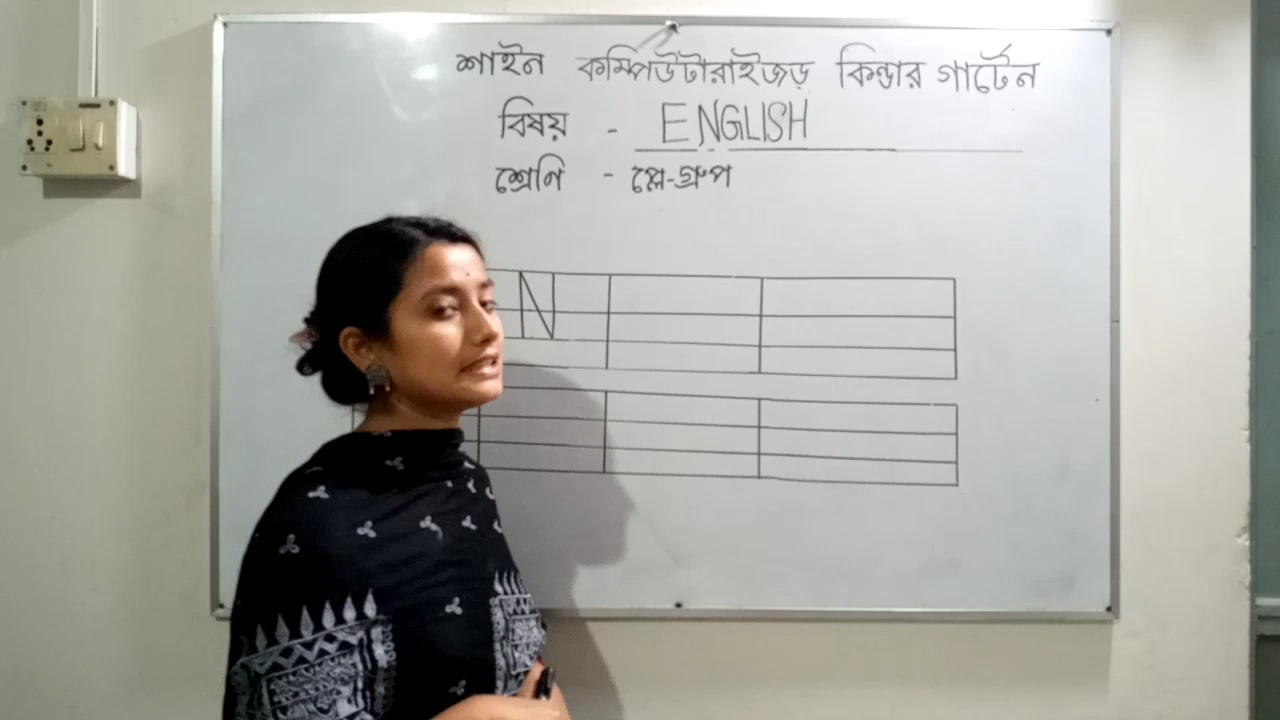 শাইন কম্পিউটারাইজড় কিন্ডার গার্টেন
বিষয় - ENGLISH
শ্রেণি - প্লে-গ্রুপ
N